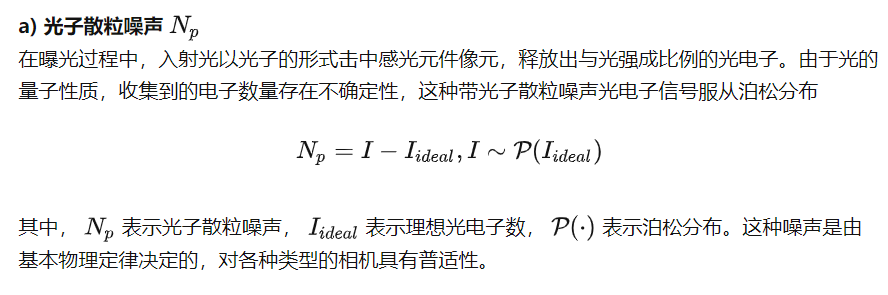 a) 光子散粒噪声 N_p
在曝光过程中，入射光以光子的形式击中感光元件像元，释放出与光强成比例的光电子。由于光的
量子性质，收集到的电子数量存在不确定性，这种带光子散粒噪声光电子信号服从泊松分布
N_p = I − I_{ideal}, I ∼ 𝒫(I_{ideal})
其中， N_p 表示光子散粒噪声， I_{ideal} 表示理想光电子数， 𝒫(·) 表示泊松分布。这种噪声是由
基本物理定律决定的，对各种类型的相机具有普适性。